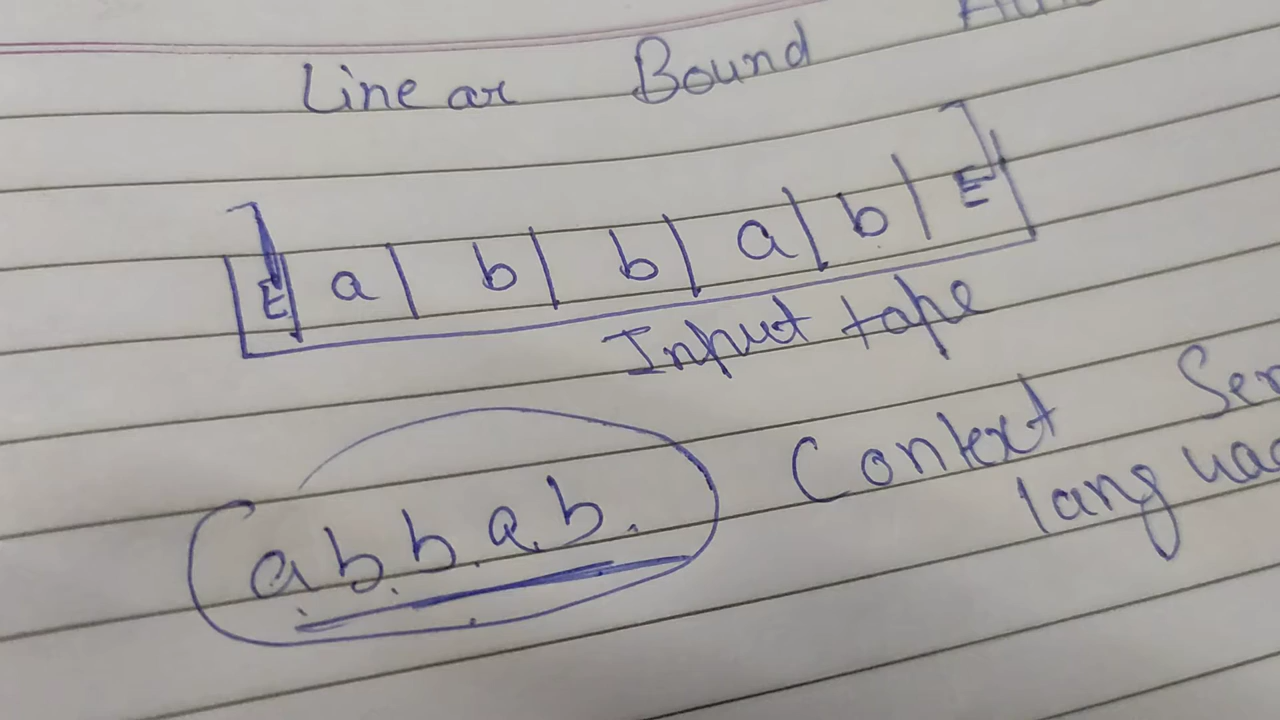 Linear Bound
E a b b a b E
Input tape
Context
abbab.